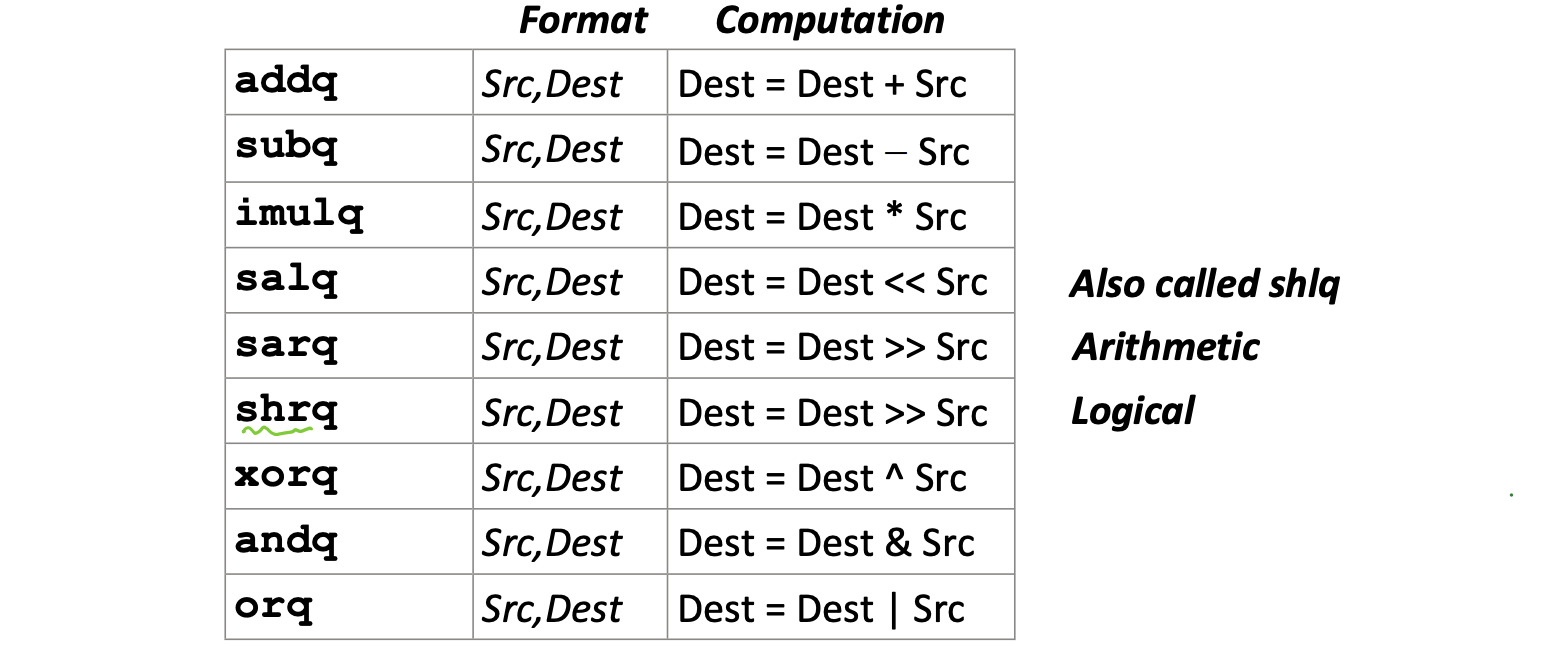 Format Computation
addq Src,Dest Dest = Dest + Src
subq Src,Dest Dest = Dest − Src
imulq Src,Dest Dest = Dest * Src
salq Src,Dest Dest = Dest << Src Also called shlq
sarq Src,Dest Dest = Dest >> Src Arithmetic
shrq Src,Dest Dest = Dest >> Src Logical
xorq Src,Dest Dest = Dest ^ Src
andq Src,Dest Dest = Dest & Src
orq Src,Dest Dest = Dest | Src